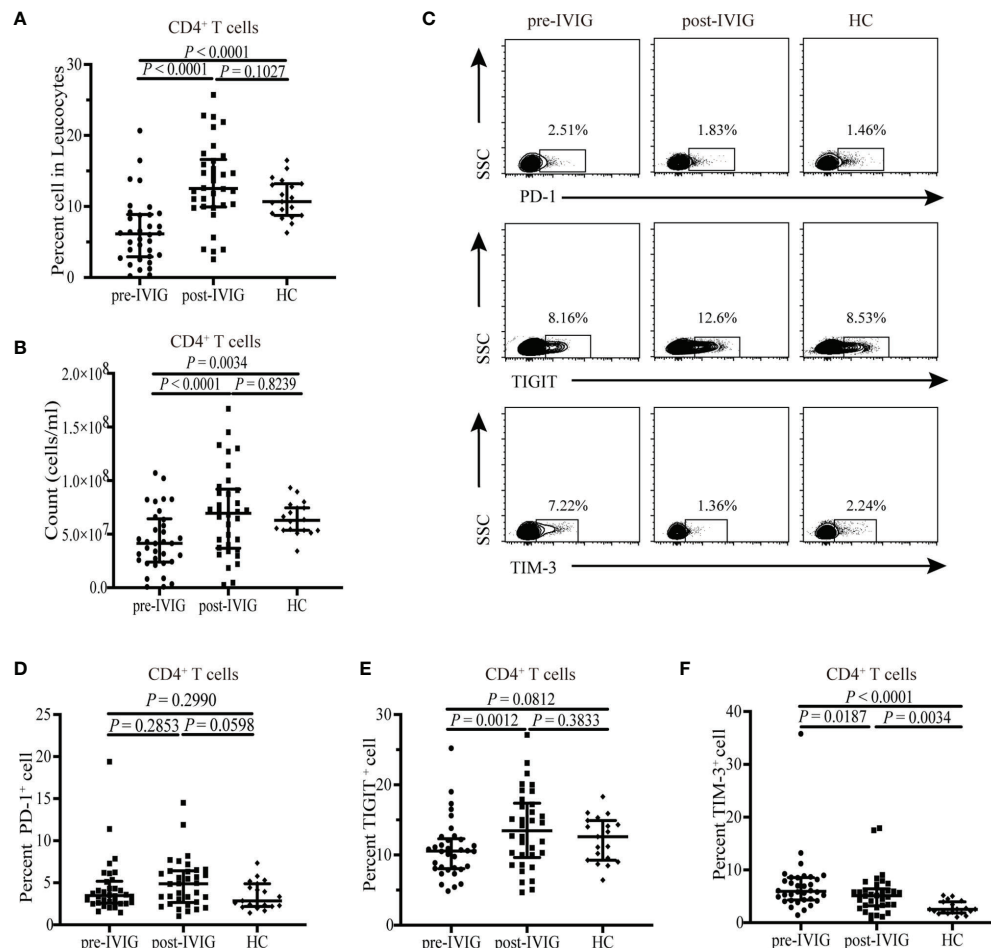 A
CD4⁺ T cells
P < 0.0001
P < 0.0001 P = 0.1027
Percent cell in Leucocytes
30
20
10
0
pre-IVIG post-IVIG HC
B
CD4⁺ T cells
P = 0.0034
P < 0.0001 P = 0.8239
Count (cells/ml)
2.0×10⁸
1.5×10⁸
1.0×10⁸
5.0×10⁷
0.0
pre-IVIG post-IVIG HC
C
pre-IVIG post-IVIG HC
SSC
2.51% 1.83% 1.46%
PD-1
SSC
8.16% 12.6% 8.53%
TIGIT
SSC
7.22% 1.36% 2.24%
TIM-3
D
CD4⁺ T cells
P = 0.2990
P = 0.2853 P = 0.0598
Percent PD-1⁺ cell
25
20
15
10
5
0
pre-IVIG post-IVIG HC
E
CD4⁺ T cells
P = 0.0812
P = 0.0012 P = 0.3833
Percent TIGIT⁺ cell
30
20
10
0
pre-IVIG post-IVIG HC
F
CD4⁺ T cells
P < 0.0001
P = 0.0187 P = 0.0034
Percent TIM-3⁺ cell
40
30
20
10
0
pre-IVIG post-IVIG HC